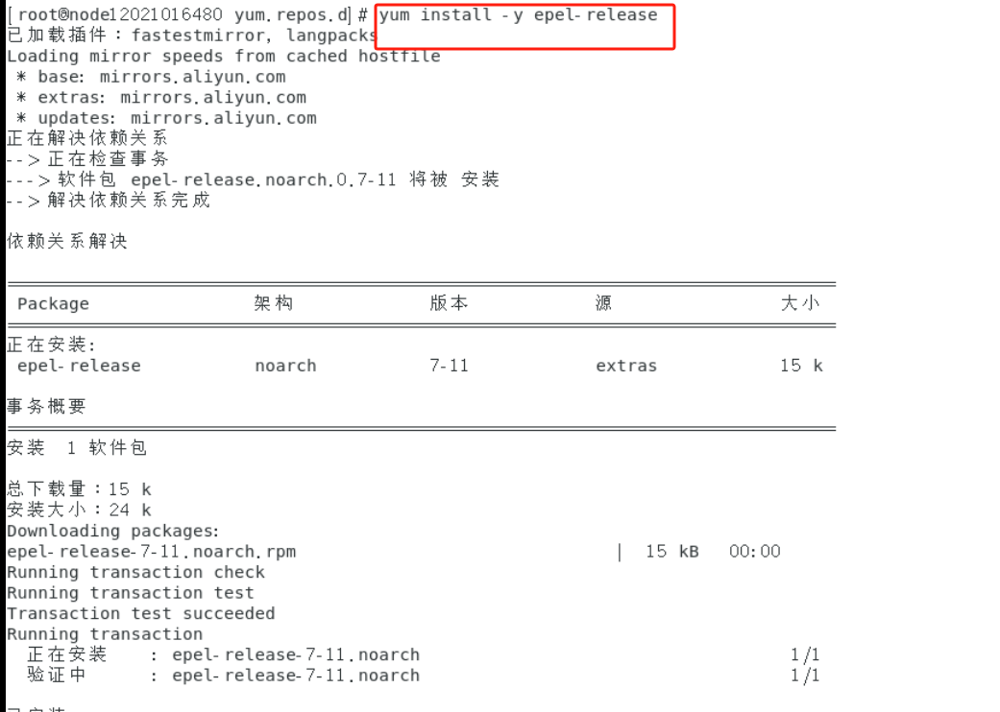 [root@node12021016480 yum.repos.d]# yum install -y epel-release
已加载插件：fastestmirror, langpacks
Loading mirror speeds from cached hostfile
* base: mirrors.aliyun.com
* extras: mirrors.aliyun.com
* updates: mirrors.aliyun.com
正在解决依赖关系
--> 正在检查事务
---> 软件包 epel-release.noarch.0.7-11 将被 安装
--> 解决依赖关系完成
依赖关系解决
Package 架构 版本 源 大小
正在安装:
epel-release noarch 7-11 extras 15 k
事务概要
安装 1 软件包
总下载量：15 k
安装大小：24 k
Downloading packages:
epel-release-7-11.noarch.rpm | 15 kB 00:00
Running transaction check
Running transaction test
Transaction test succeeded
Running transaction
正在安装 : epel-release-7-11.noarch 1/1
验证中 : epel-release-7-11.noarch 1/1